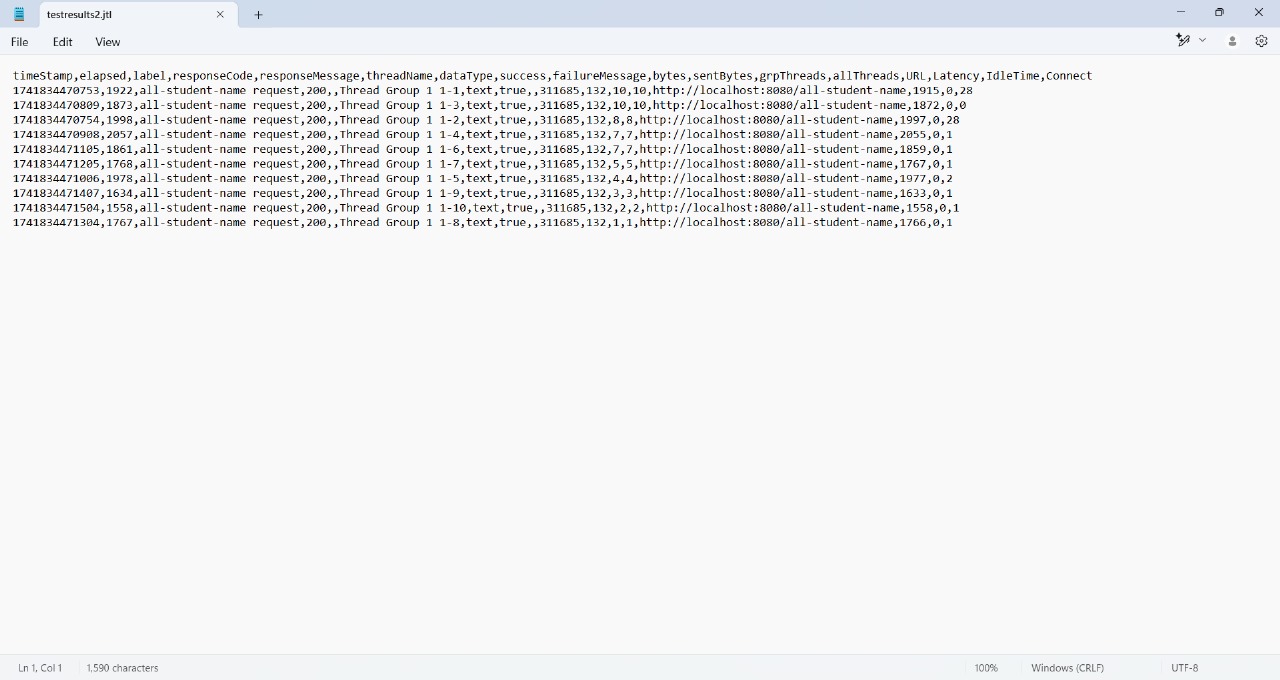 testresults2.jtl
File Edit View
timeStamp,elapsed,label,responseCode,responseMessage,threadName,dataType,success,failureMessage,bytes,sentBytes,grpThreads,allThreads,URL,Latency,IdleTime,Connect
1741834470753,1922,all-student-name request,200,,Thread Group 1 1-1,text,true,,311685,132,10,10,http://localhost:8080/all-student-name,1915,0,28
1741834470809,1873,all-student-name request,200,,Thread Group 1 1-3,text,true,,311685,132,10,10,http://localhost:8080/all-student-name,1872,0,0
1741834470754,1998,all-student-name request,200,,Thread Group 1 1-2,text,true,,311685,132,8,8,http://localhost:8080/all-student-name,1997,0,28
1741834470908,2057,all-student-name request,200,,Thread Group 1 1-4,text,true,,311685,132,7,7,http://localhost:8080/all-student-name,2055,0,1
1741834471105,1861,all-student-name request,200,,Thread Group 1 1-6,text,true,,311685,132,7,7,http://localhost:8080/all-student-name,1859,0,1
1741834471205,1768,all-student-name request,200,,Thread Group 1 1-7,text,true,,311685,132,5,5,http://localhost:8080/all-student-name,1767,0,1
1741834471006,1978,all-student-name request,200,,Thread Group 1 1-5,text,true,,311685,132,4,4,http://localhost:8080/all-student-name,1977,0,2
1741834471407,1634,all-student-name request,200,,Thread Group 1 1-9,text,true,,311685,132,3,3,http://localhost:8080/all-student-name,1633,0,1
1741834471504,1558,all-student-name request,200,,Thread Group 1 1-10,text,true,,311685,132,2,2,http://localhost:8080/all-student-name,1558,0,1
1741834471304,1767,all-student-name request,200,,Thread Group 1 1-8,text,true,,311685,132,1,1,http://localhost:8080/all-student-name,1766,0,1
Ln 1, Col 1 1,590 characters 100% Windows (CRLF) UTF-8